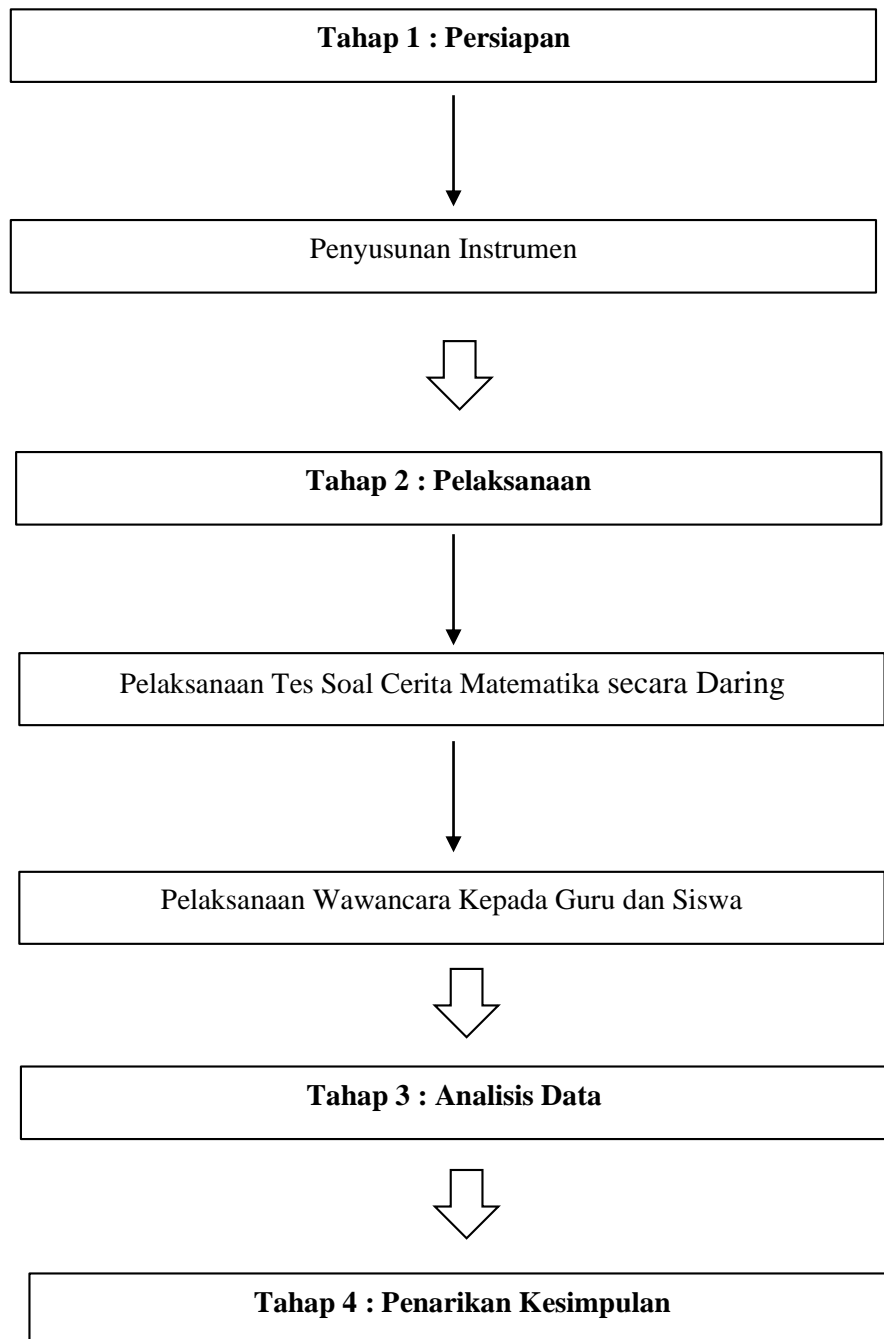 Tahap 1 : Persiapan
Penyusunan Instrumen
Tahap 2 : Pelaksanaan
Pelaksanaan Tes Soal Cerita Matematika secara Daring
Pelaksanaan Wawancara Kepada Guru dan Siswa
Tahap 3 : Analisis Data
Tahap 4 : Penarikan Kesimpulan